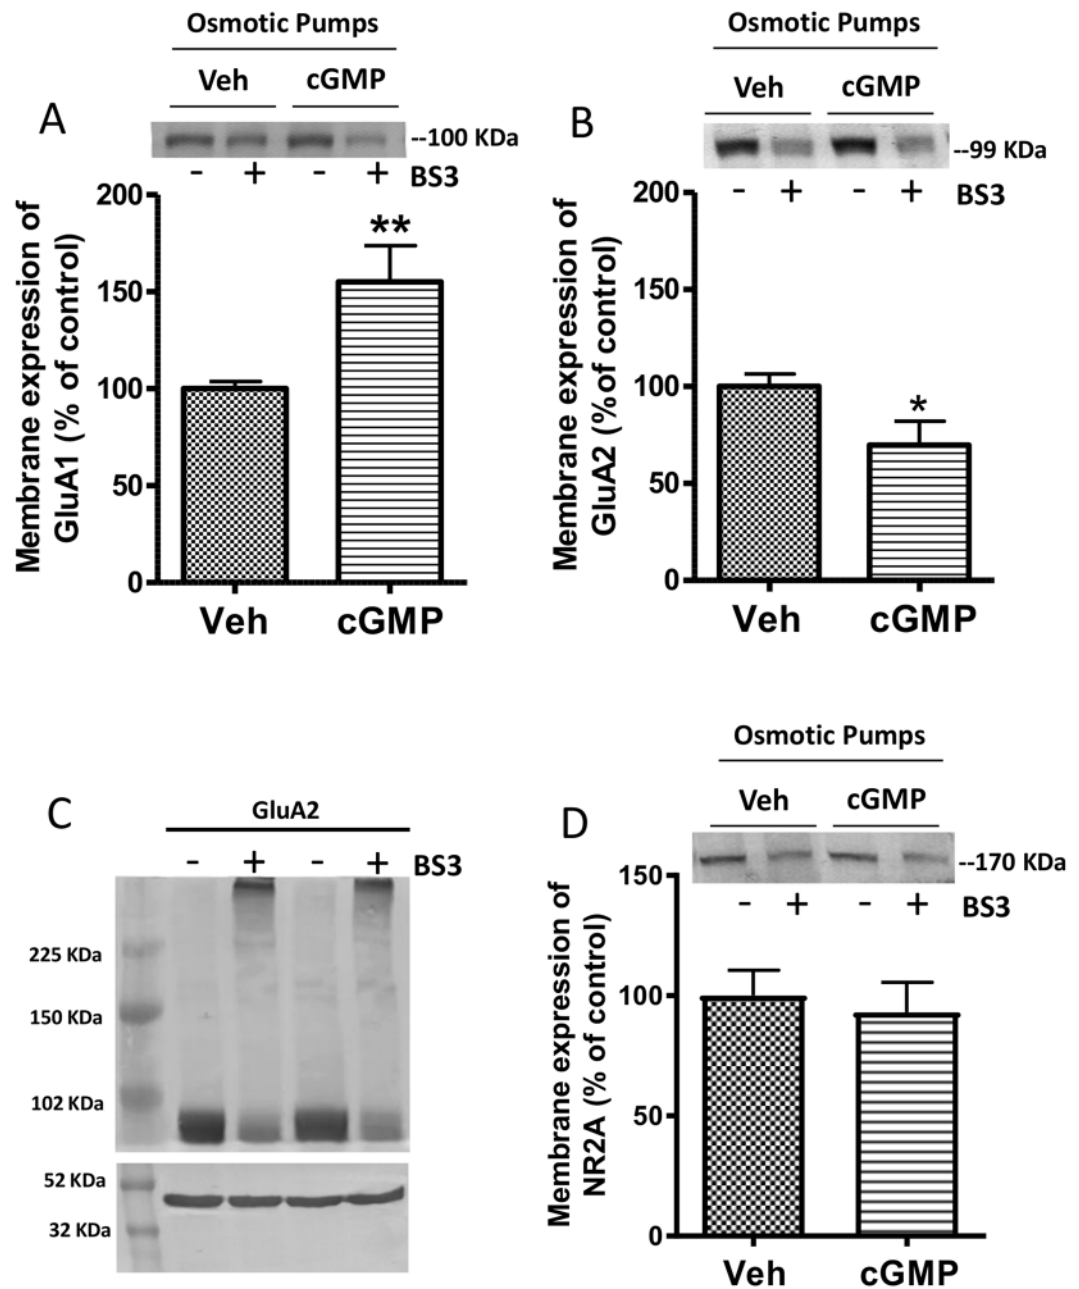 Osmotic Pumps
Veh cGMP
A
--100 KDa
- + - + BS3
200
150
100
50
0
Membrane expression of
GluA1 (% of control)
**
Veh cGMP
Osmotic Pumps
Veh cGMP
B
--99 KDa
- + - + BS3
200
150
100
50
0
Membrane expression of
GluA2 (% of control)
*
Veh cGMP
C
GluA2
- + - + BS3
225 KDa
150 KDa
102 KDa
52 KDa
32 KDa
Osmotic Pumps
Veh cGMP
D
--170 KDa
- + - + BS3
150
100
50
0
Membrane expression of
NR2A (% of control)
Veh cGMP